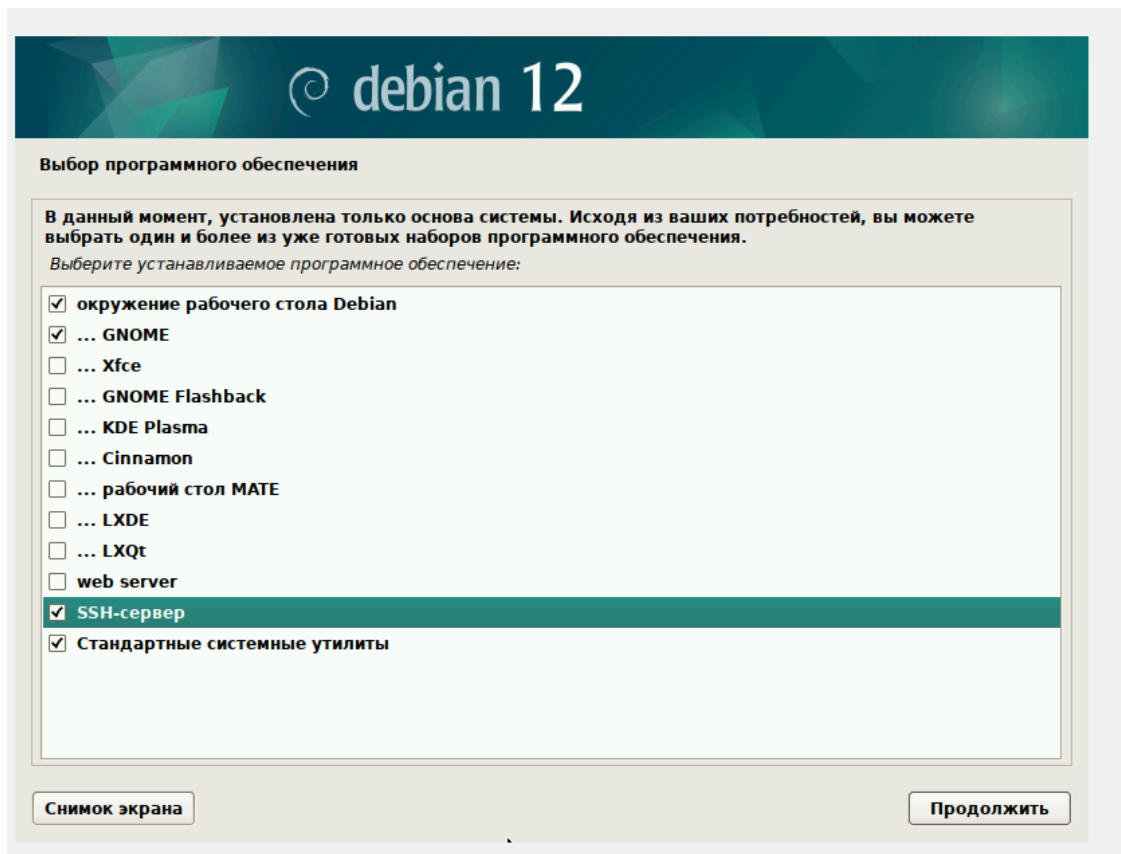 debian 12
Выбор программного обеспечения
В данный момент, установлена только основа системы. Исходя из ваших потребностей, вы можете
выбрать один и более из уже готовых наборов программного обеспечения.
Выберите устанавливаемое программное обеспечение:
окружение рабочего стола Debian
... GNOME
... Xfce
... GNOME Flashback
... KDE Plasma
... Cinnamon
... рабочий стол MATE
... LXDE
... LXQt
web server
SSH-сервер
Стандартные системные утилиты
Снимок экрана
Продолжить